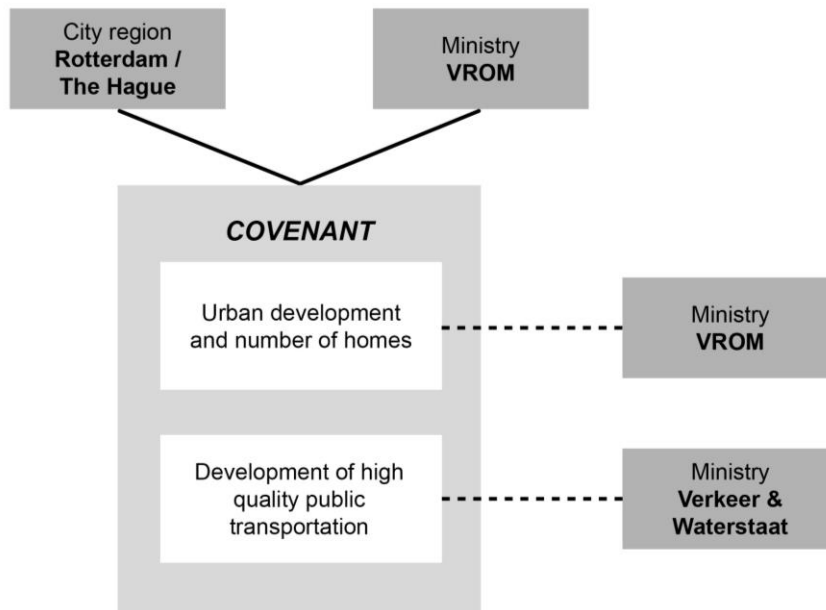 City region
Rotterdam /
The Hague
Ministry
VROM
COVENANT
Urban development
and number of homes
Ministry
VROM
Development of high
quality public
transportation
Ministry
Verkeer &
Waterstaat